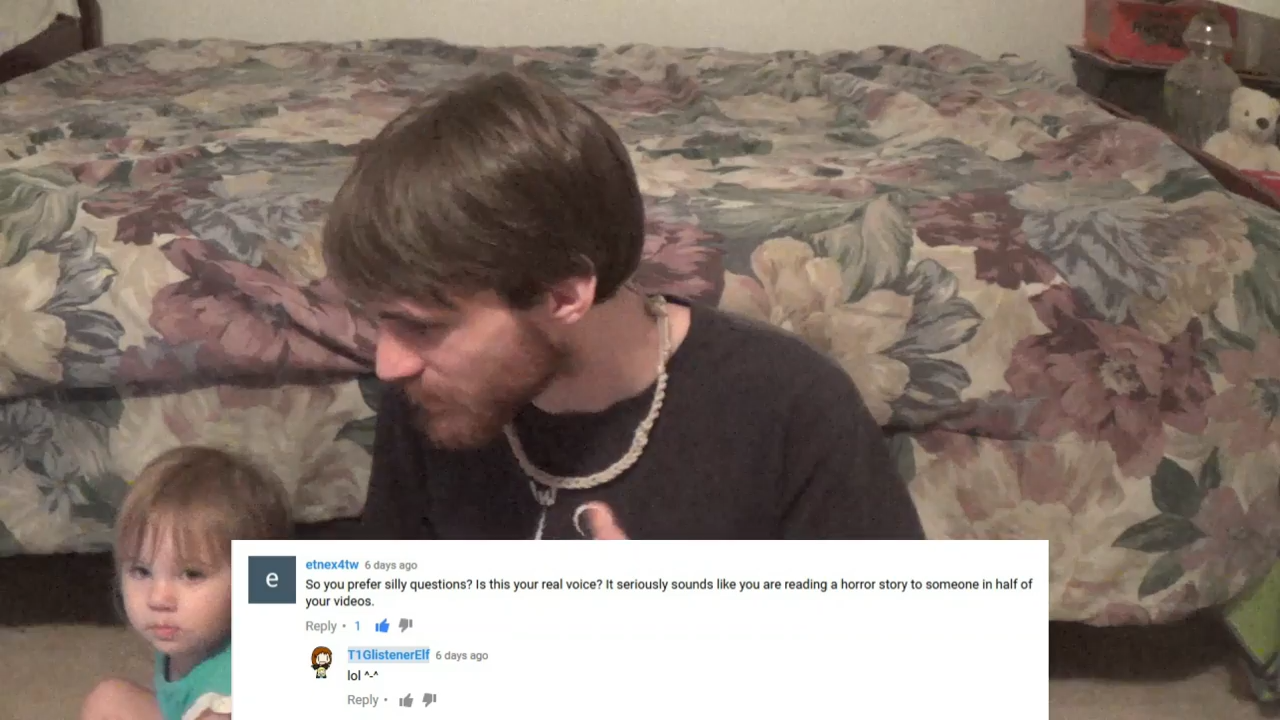 etnex4tw 6 days ago
So you prefer silly questions? Is this your real voice? It seriously sounds like you are reading a horror story to someone in half of
your videos.
Reply • 1
T1GlistenerElf 6 days ago
lol ^-^
Reply •
e